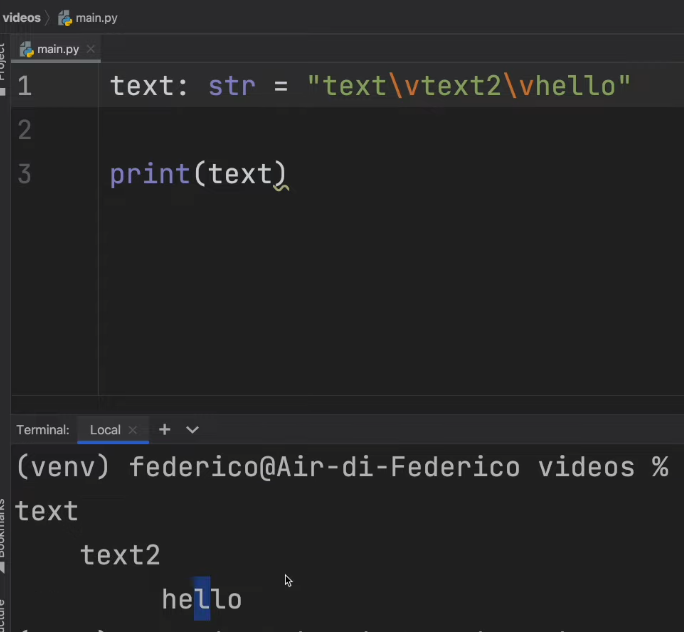 videos main.py
Project
main.py
1 text: str = "text\vtext2\vhello"
2
3 print(text)
Terminal: Local
(venv) federico@Air-di-Federico videos %
text
text2
hello
Bookmarks